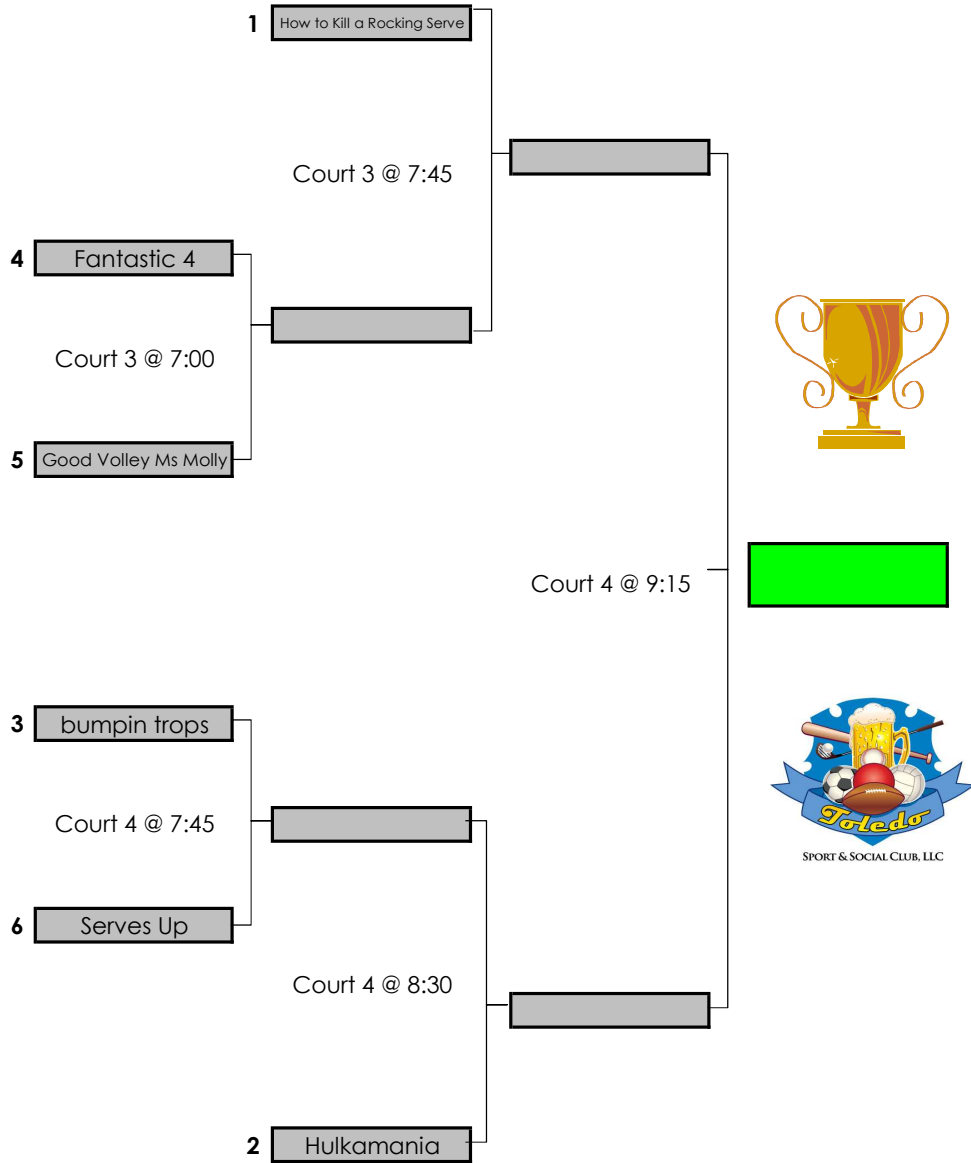 1 How to Kill a Rocking Serve
Court 3 @ 7:45
4 Fantastic 4
Court 3 @ 7:00
5 Good Volley Ms Molly
Court 4 @ 9:15
3 bumpin trops
Court 4 @ 7:45
Toledo
SPORT & SOCIAL CLUB, LLC
6 Serves Up
Court 4 @ 8:30
2 Hulkamania